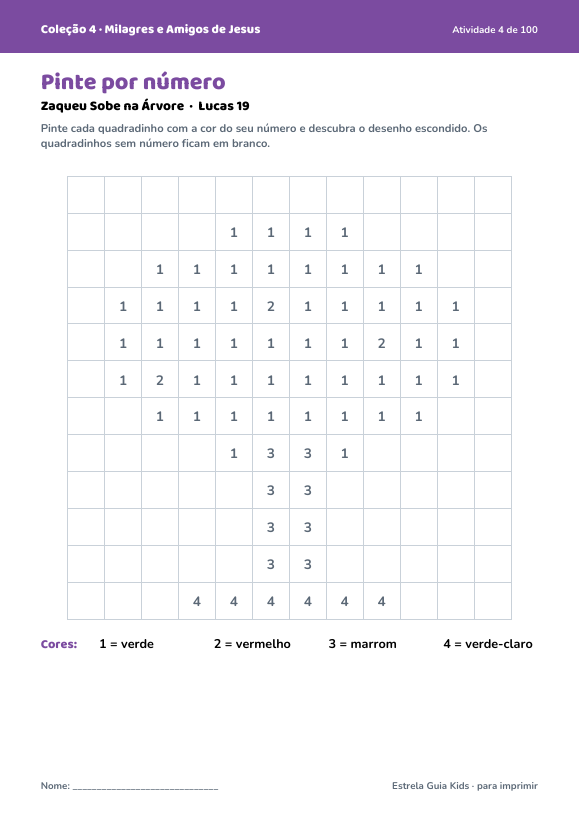 Coleção 4 · Milagres e Amigos de Jesus
Atividade 4 de 100
Pinte por número
Zaqueu Sobe na Árvore · Lucas 19
Pinte cada quadradinho com a cor do seu número e descubra o desenho escondido. Os
quadradinhos sem número ficam em branco.
1 1 1 1
1 1 1 1 1 1 1 1
1 1 1 1 2 1 1 1 1 1
1 1 1 1 1 1 1 2 1 1
1 2 1 1 1 1 1 1 1 1
1 1 1 1 1 1 1 1
1 3 3 1
3 3
3 3
3 3
4 4 4 4 4 4
Cores: 1 = verde 2 = vermelho 3 = marrom 4 = verde-claro
Nome: ____________________________
Estrela Guia Kids · para imprimir